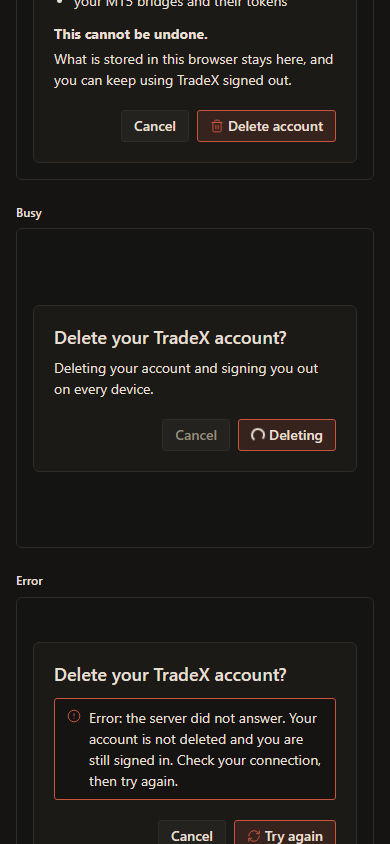 your MT5 bridges and their tokens
This cannot be undone.
What is stored in this browser stays here, and
you can keep using TradeX signed out.
Cancel
Delete account
Busy
Delete your TradeX account?
Deleting your account and signing you out
on every device.
Cancel
Deleting
Error
Delete your TradeX account?
Error: the server did not answer. Your
account is not deleted and you are
still signed in. Check your connection,
then try again.
Cancel
Try again